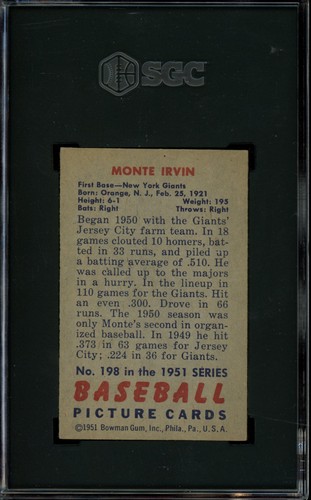 SGC
MONTE IRVIN
First Base—New York Giants
Born: Orange, N. J., Feb. 25, 1921
Height: 6-1 Weight: 195
Bats: Right Throws: Right
Began 1950 with the Giants'
Jersey City farm team. In 18
games clouted 10 homers, bat-
ted in 33 runs, and piled up
a batting average of .510. He
was called up to the majors
in a hurry. In the lineup in
110 games for the Giants. Hit
an even .300. Drove in 66
runs. The 1950 season was
only Monte's second in organ-
ized baseball. In 1949 he hit
.373 in 63 games for Jersey
City; .224 in 36 for Giants.
No. 198 in the 1951 SERIES
BASEBALL
PICTURE CARDS
©1951 Bowman Gum, Inc., Phila., Pa., U. S. A.